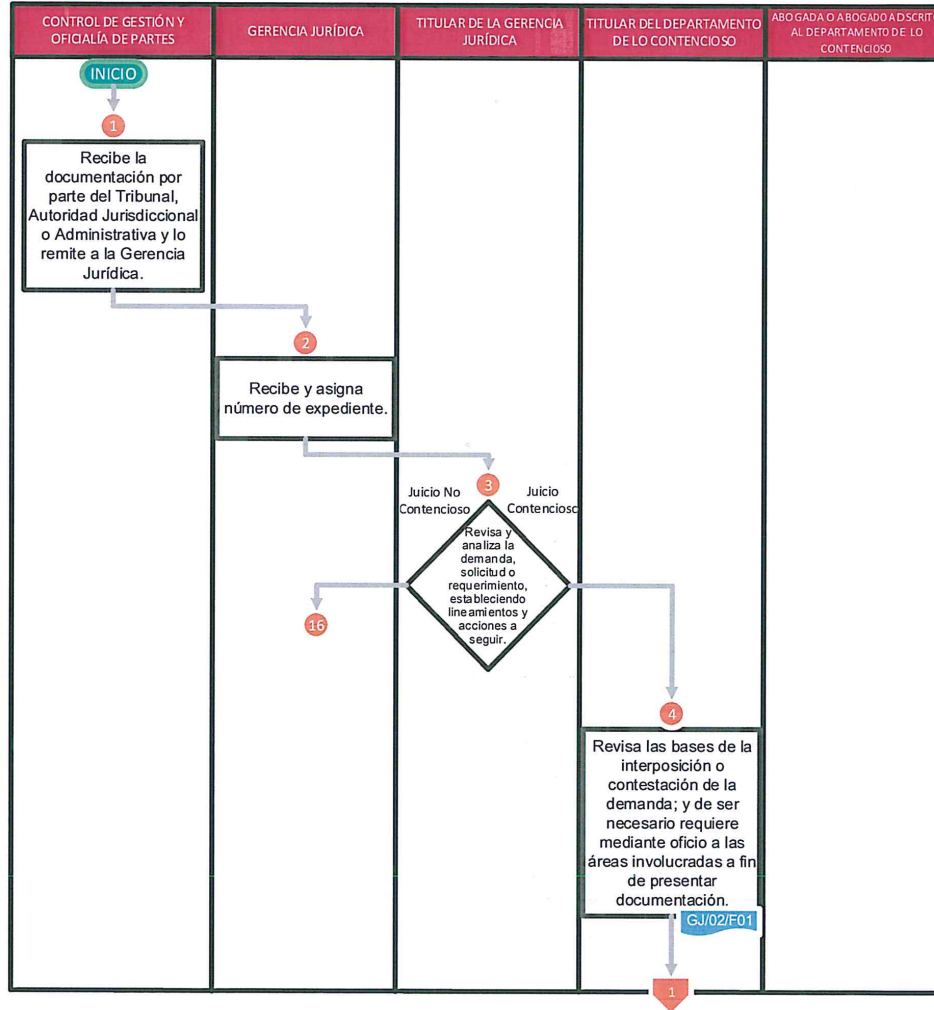 CONTROL DE GESTIÓN Y
OFICIALÍA DE PARTES
GERENCIA JURÍDICA
TITULAR DE LA GERENCIA
JURÍDICA
TITULAR DEL DEPARTAMENTO
DE LO CONTENCIOSO
ABOGADA O ABOGADO ADSCRITO
AL DEPARTAMENTO DE LO
CONTENCIOSO
INICIO
1
Recibe la
documentación por
parte del Tribunal,
Autoridad Jurisdiccional
o Administrativa y lo
remite a la Gerencia
Jurídica.
2
Recibe y asigna
número de expediente.
3
Juicio No
Contencioso
Juicio
Contencioso
Revisa y
analiza la
demanda,
solicitud o
requerimiento,
estableciendo
lineamientos y
acciones a
seguir.
16
4
Revisa las bases de la
interposición o
contestación de la
demanda; y de ser
necesario requiere
mediante oficio a las
áreas involucradas a fin
de presentar
documentación.
GJ/02/F01
1